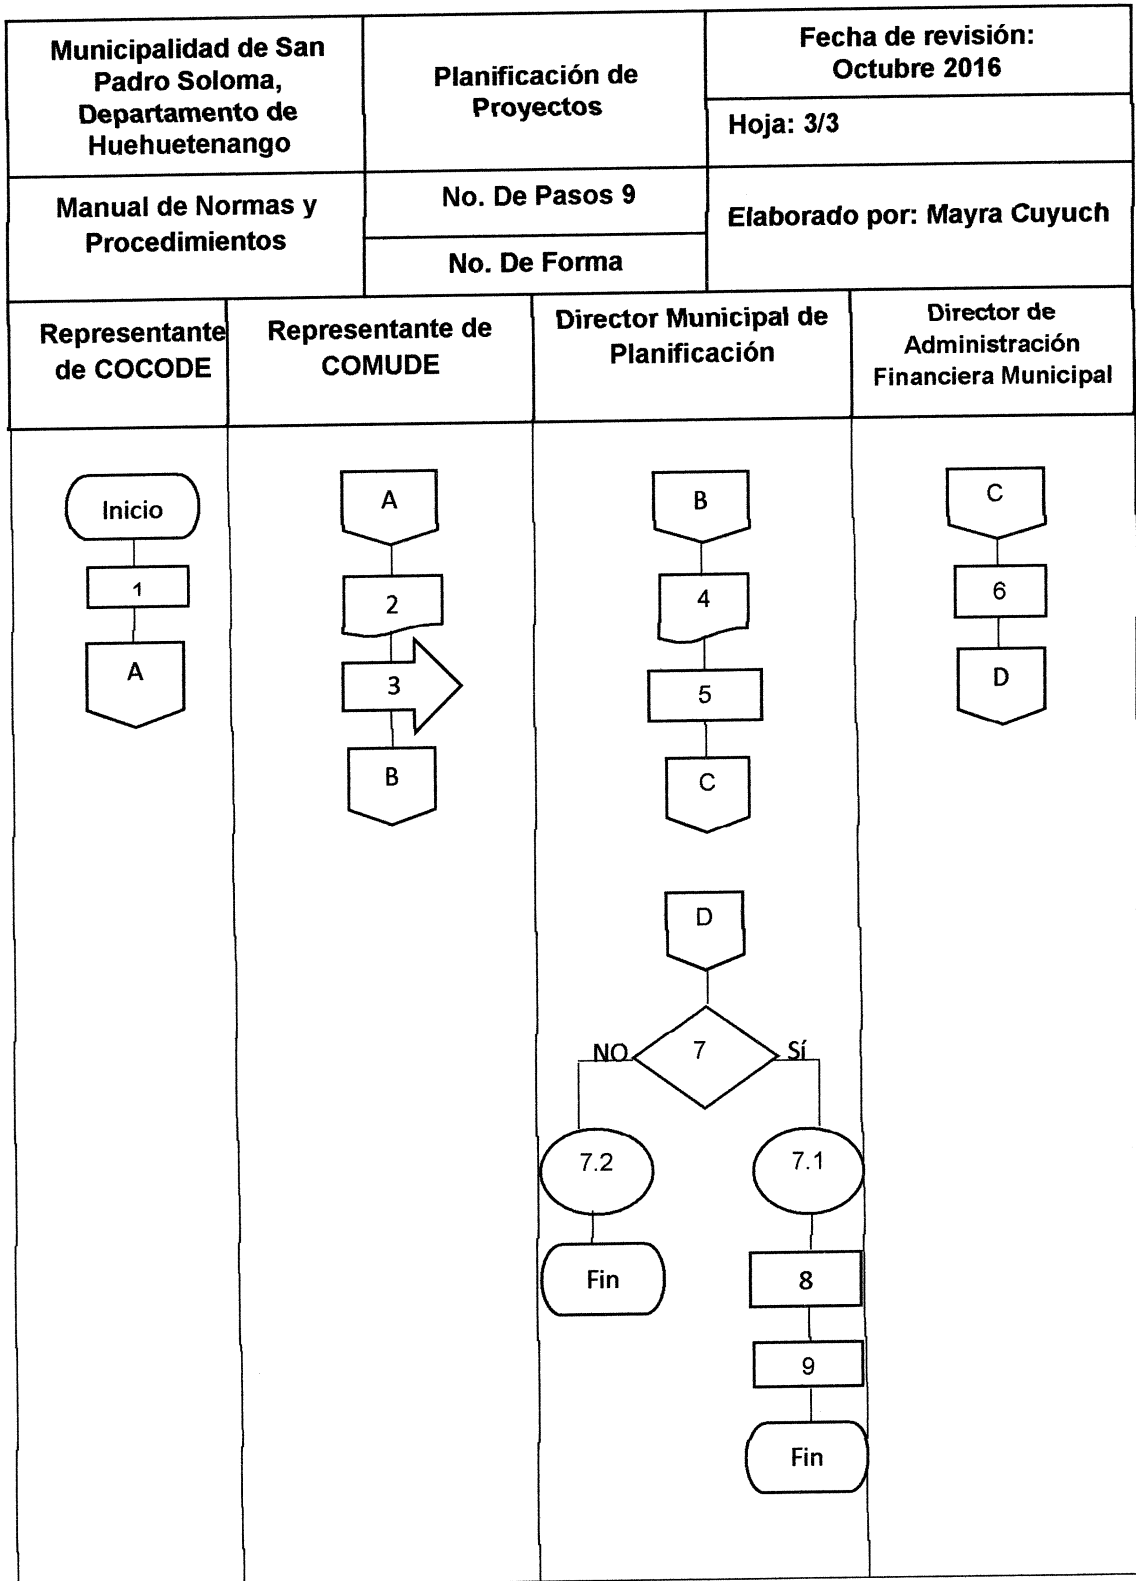 Municipalidad de San
Padro Soloma,
Departamento de
Huehuetenango
Planificación de
Proyectos
Fecha de revisión:
Octubre 2016
Hoja: 3/3
Manual de Normas y
Procedimientos
No. De Pasos 9
No. De Forma
Elaborado por: Mayra Cuyuch
Representante
de COCODE
Representante de
COMUDE
Director Municipal de
Planificación
Director de
Administración
Financiera Municipal
Inicio
1
A
A
2
3
B
B
4
5
C
C
6
D
D
7
NO
Sí
7.2
7.1
Fin
8
9
Fin